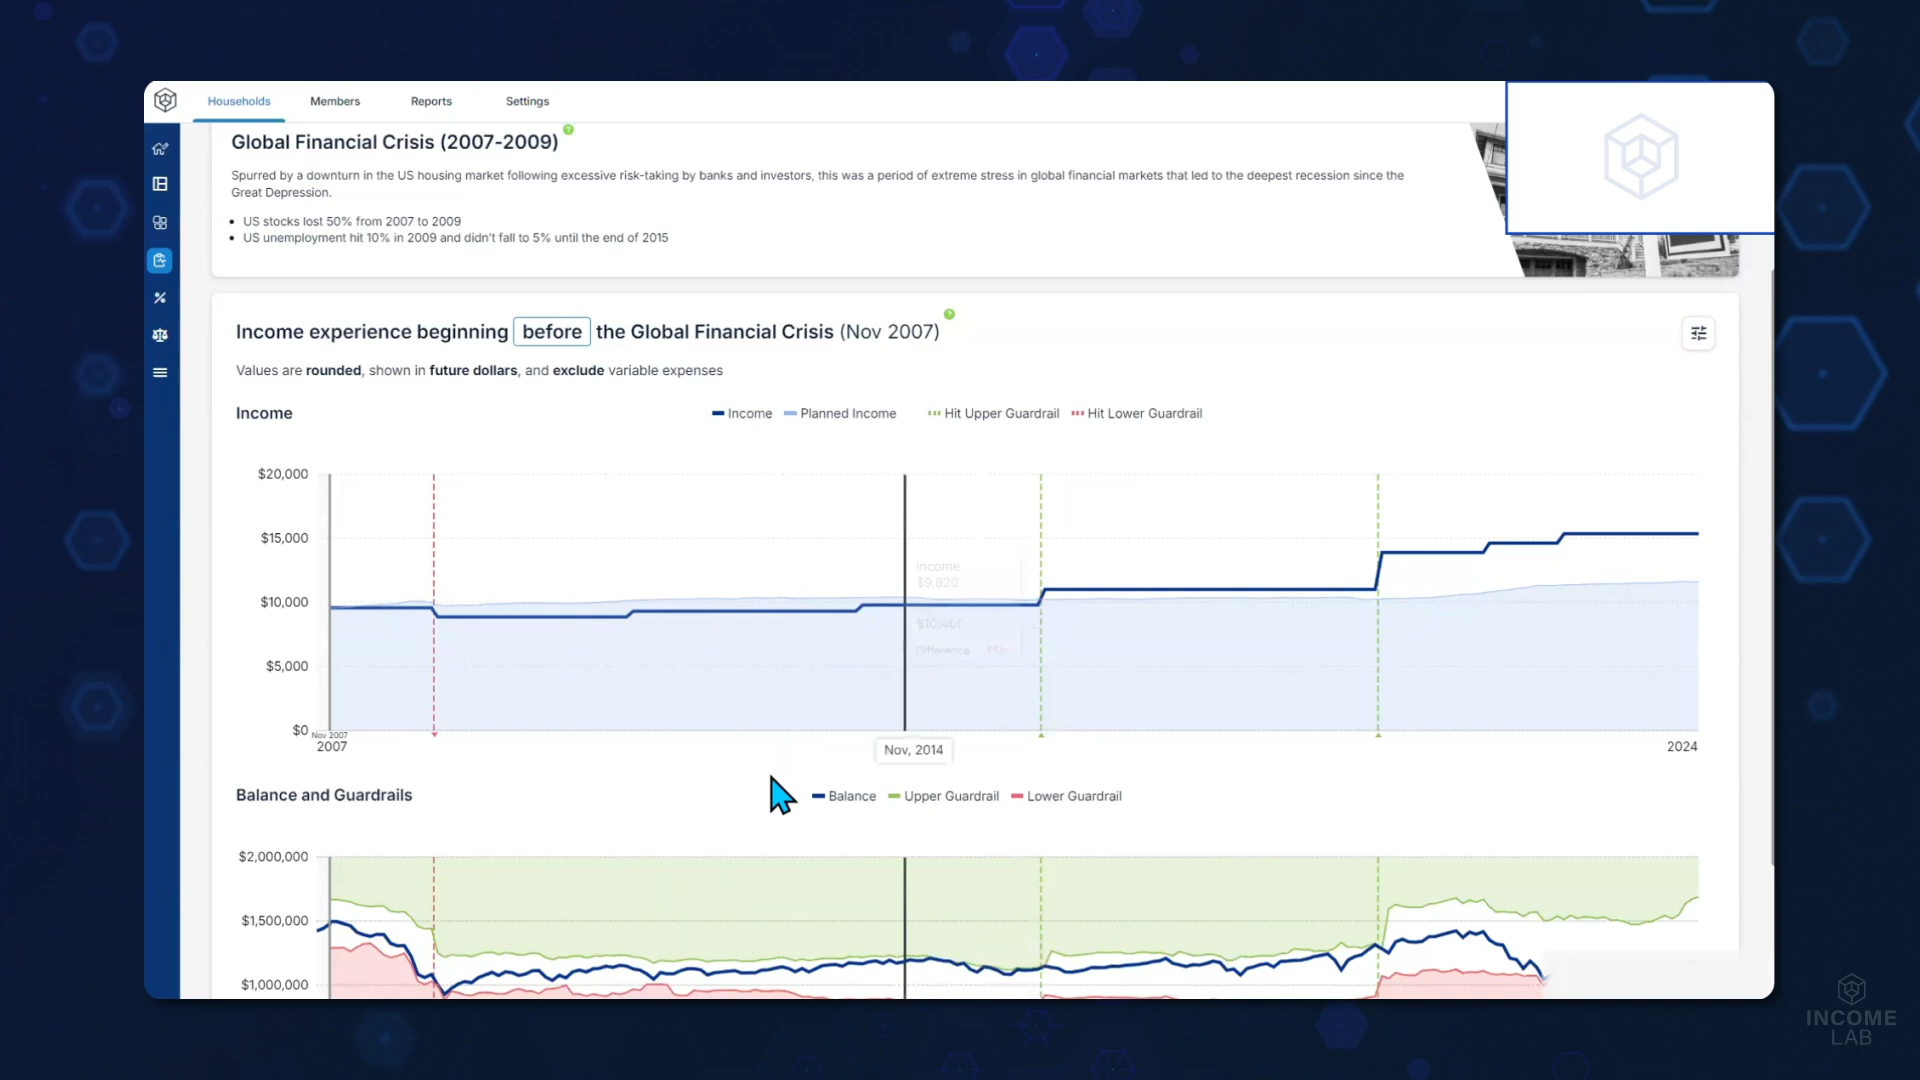 Households Members Reports Settings
Global Financial Crisis (2007-2009)
Spurred by a downturn in the US housing market following excessive risk-taking by banks and investors, this was a period of extreme stress in global financial markets that led to the deepest recession since the
Great Depression.
• US stocks lost 50% from 2007 to 2009
• US unemployment hit 10% in 2009 and didn't fall to 5% until the end of 2015
Income experience beginning before the Global Financial Crisis (Nov 2007)
Values are rounded, shown in future dollars, and exclude variable expenses
Income
Income Planned Income Hit Upper Guardrail Hit Lower Guardrail
$20,000
$15,000
Income
$9,820
$10,000
Difference
$5,000
$0
Nov 2007
2007
Nov, 2014
2024
Balance and Guardrails
Balance Upper Guardrail Lower Guardrail
$2,000,000
$1,500,000
$1,000,000
INCOME
LAB